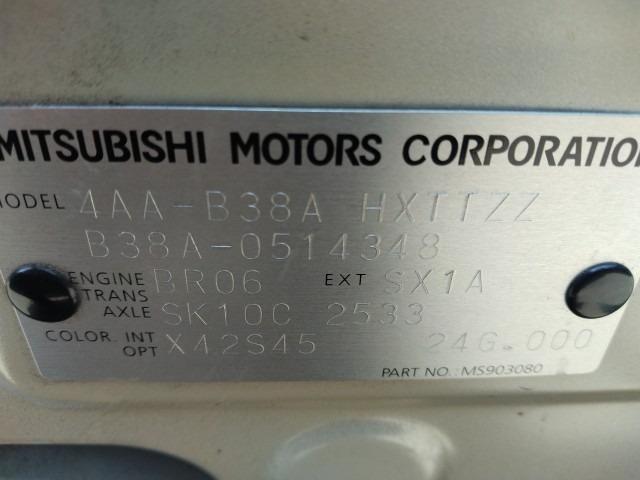 MITSUBISHI MOTORS CORPORATION
MODEL 4AA-B38A HXTTZZ
B38A-0514348
ENGINE BR06 EXT SX1A
TRANS
AXLE SK10C 2533
COLOR. INT
OPT X42S45 24G.000
PART NO.: MS903080